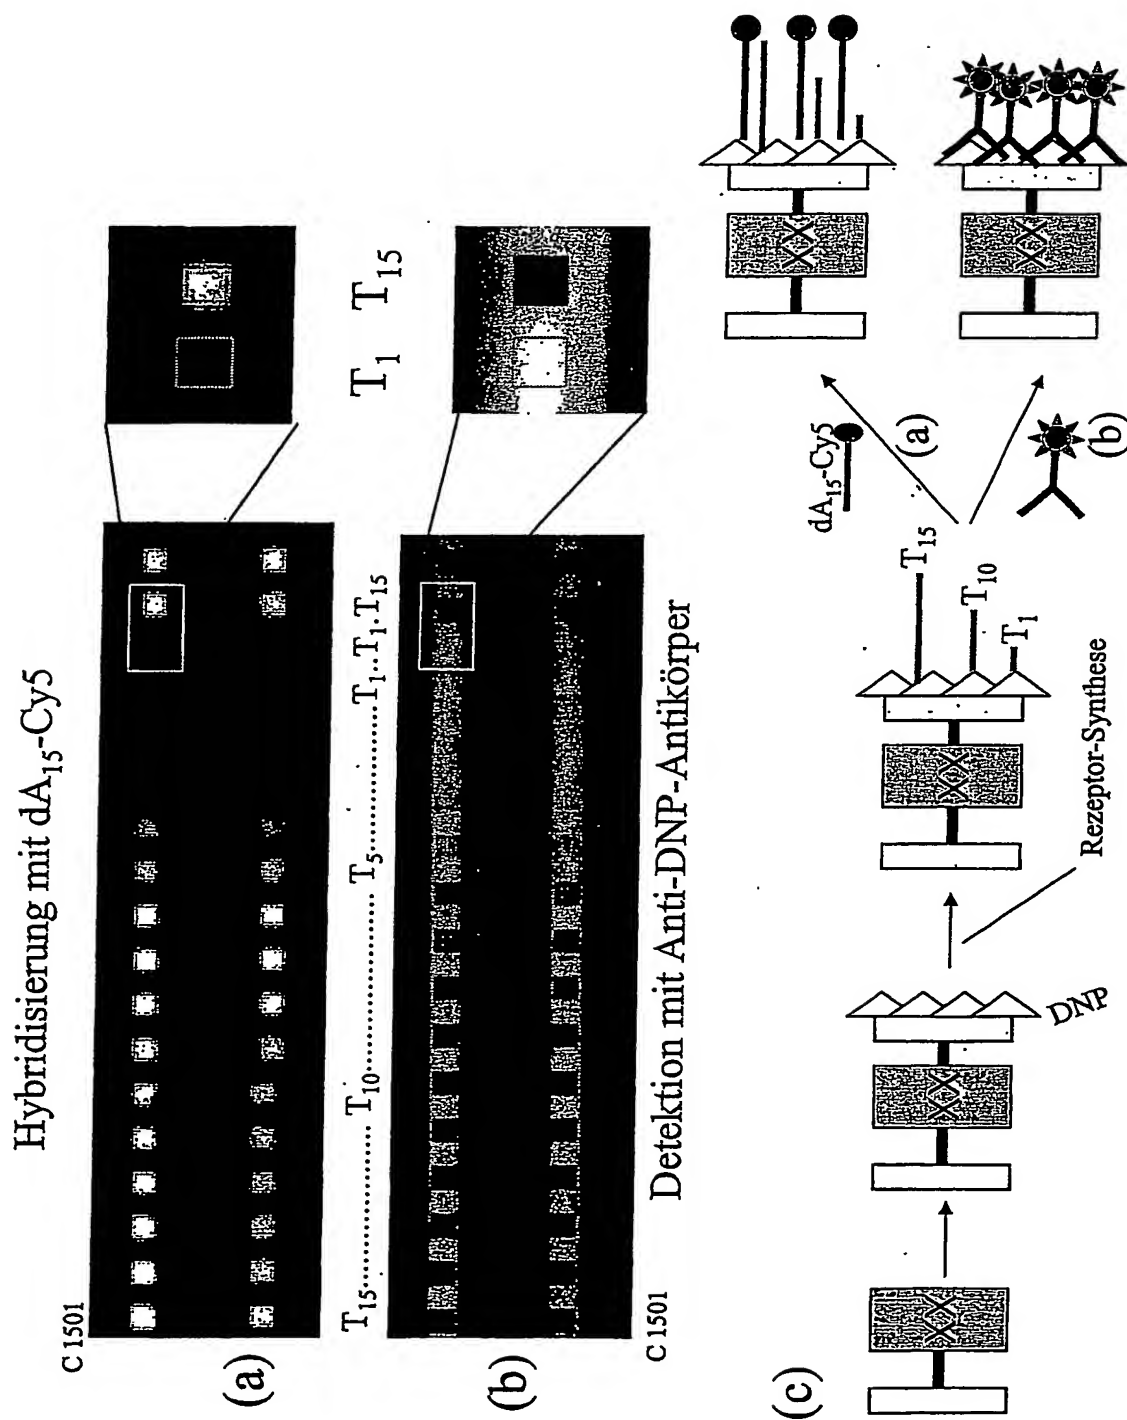 Hybridisierung mit dA15-Cy5
C 1501
(a)
T1 T15
T15..............T10....................T5..............T1..T1.T15
(b)
C 1501
Detektion mit Anti-DNP-Antikörper
(c)
DNP
Rezeptor-Synthese
T15
T10
T1
dA15-Cy5
(a)
(b)